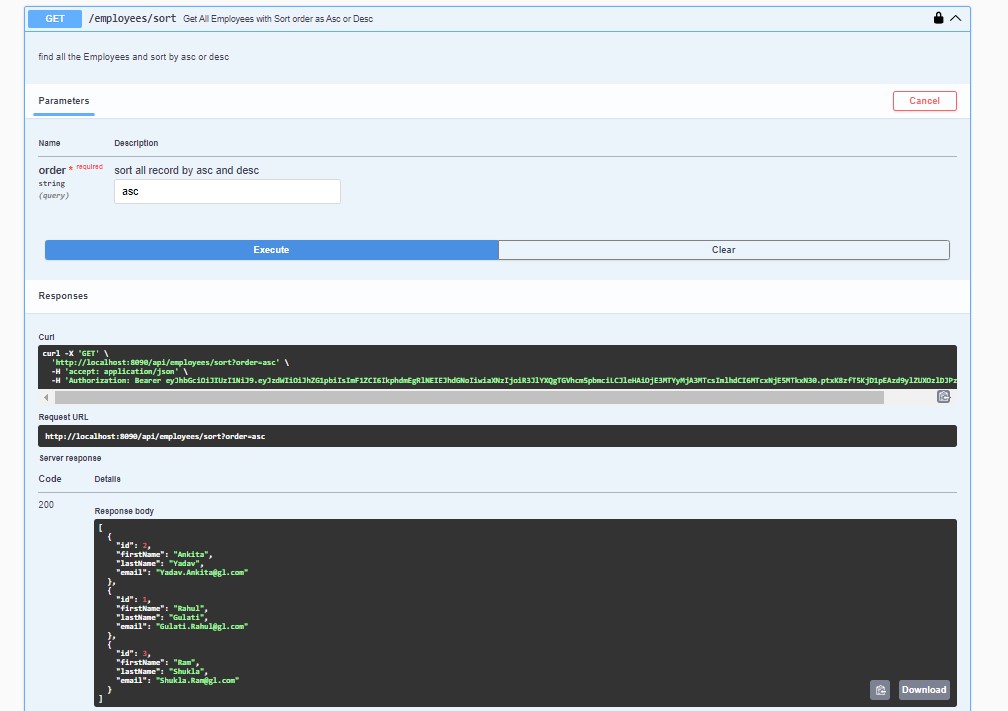 GET /employees/sort Get All Employees with Sort order as Asc or Desc
find all the Employees and sort by asc or desc
Parameters
Cancel
Name Description
order * required sort all record by asc and desc
string
(query)
asc
Execute Clear
Responses
Curl
curl -X 'GET' \
'http://localhost:8090/api/employees/sort?order=asc' \
-H 'accept: application/json' \
-H 'Authorization: Bearer
Request URL
http://localhost:8090/api/employees/sort?order=asc
Server response
Code Details
200
Response body
[
{
"id": 2,
"firstName": "Ankita",
"lastName": "Yadav",
"email": "Yadav.Ankita@gl.com"
},
{
"id": 1,
"firstName": "Rahul",
"lastName": "Gulati",
"email": "Gulati.Rahul@gl.com"
},
{
"id": 3,
"firstName": "Ram",
"lastName": "Shukla",
"email": "Shukla.Ram@gl.com"
}
]
Download